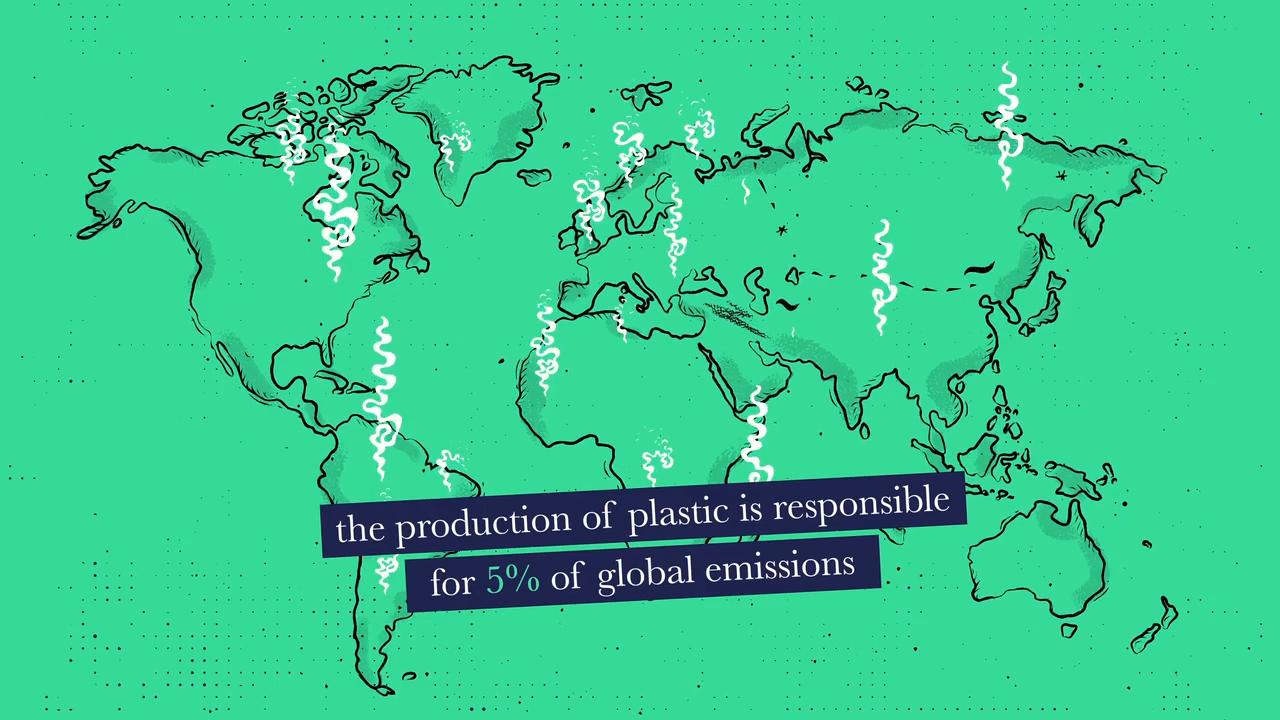 the production of plastic is responsible
for 5% of global emissions